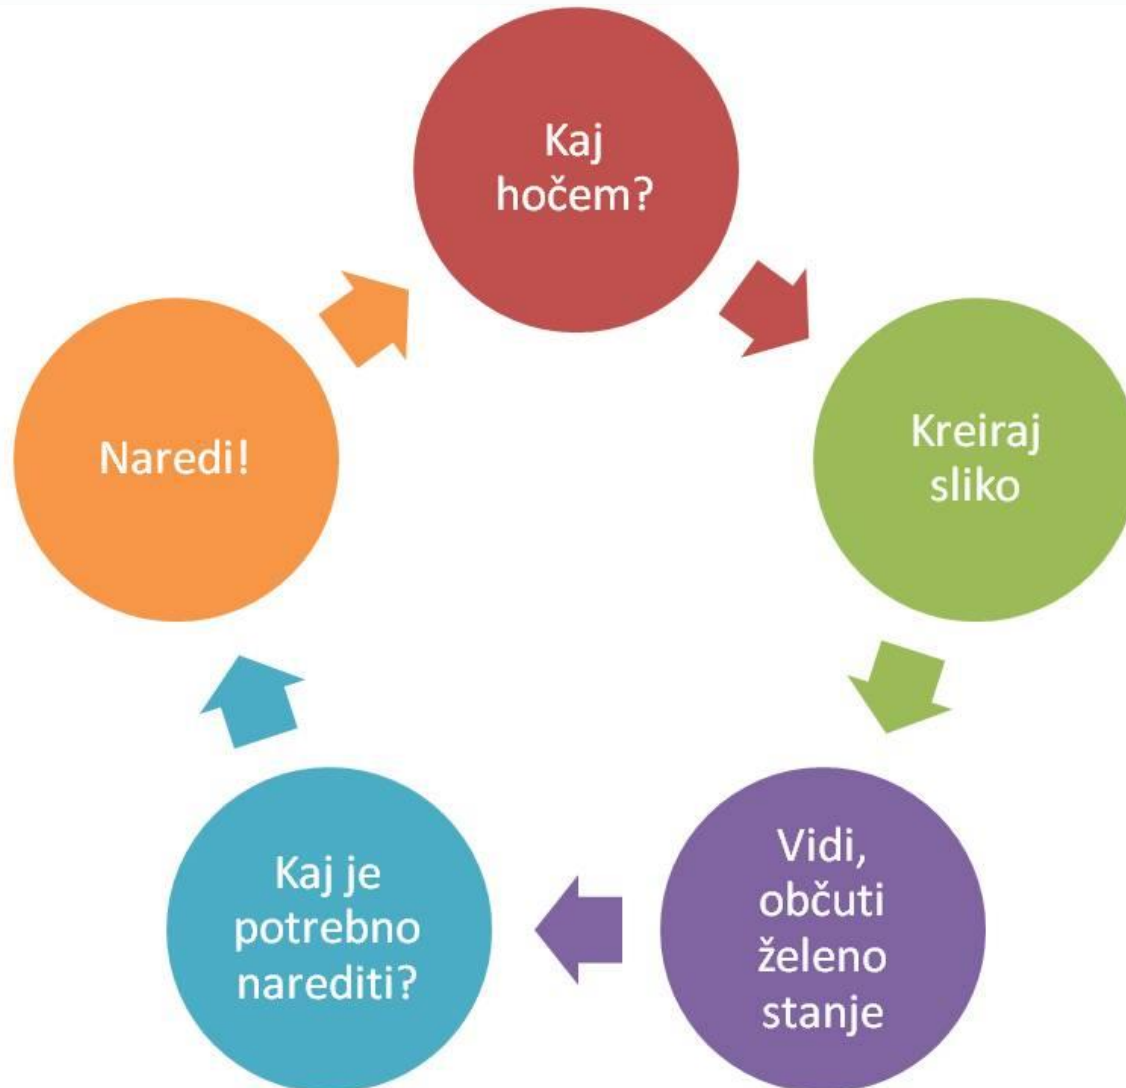 Kaj
hočem?
Kreiraj
sliko
Vidi,
občuti
želeno
stanje
Kaj je
potrebno
narediti?
Naredi!